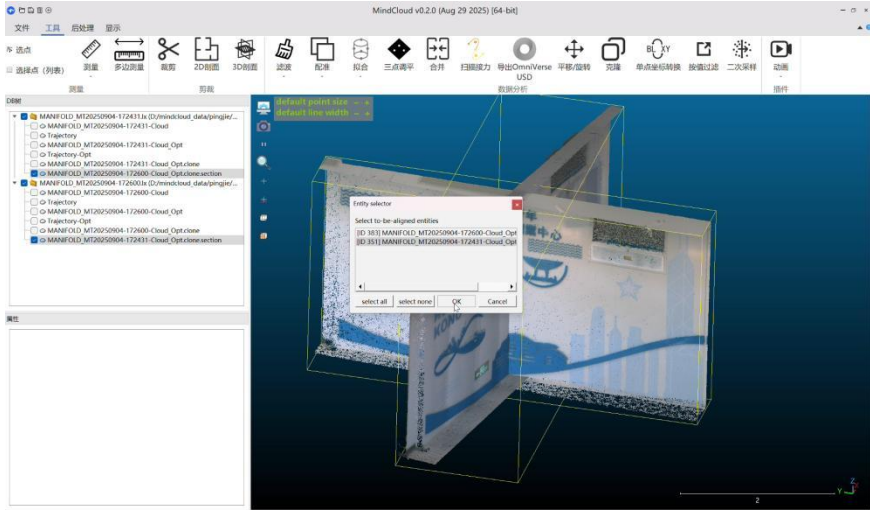 MindCloud v0.2.0 (Aug 29 2025) [64-bit]
文件 工具 后处理 显示
选点
选择点（列表）
测量
多边测量
裁剪
2D剖面
3D剖面
滤波
配准
拟合
三点调平
合并
扫描接力
导出OmniVerse USD
平移/旋转
克隆
单点坐标转换
按值过滤
二次采样
动画
测量
剪裁
数据分析
插件
DB树
MANIFOLD_MT20250904-172431.lx (D:/mindcloud_data/pingjie/...
MANIFOLD_MT20250904-172431-Cloud
Trajectory
MANIFOLD_MT20250904-172431-Cloud_Opt
Trajectory-Opt
MANIFOLD_MT20250904-172431-Cloud_Opt.clone
MANIFOLD_MT20250904-172600-Cloud_Opt.clone.section
MANIFOLD_MT20250904-172600.lx (D:/mindcloud_data/pingjie/...
MANIFOLD_MT20250904-172600-Cloud
Trajectory
MANIFOLD_MT20250904-172600-Cloud_Opt
Trajectory-Opt
MANIFOLD_MT20250904-172600-Cloud_Opt.clone
MANIFOLD_MT20250904-172431-Cloud_Opt.clone.section
属性
default point size - +
default line width - +
Entity selector
Select to-be-aligned entities
[ID 383] MANIFOLD_MT20250904-172600-Cloud_Opt
[ID 351] MANIFOLD_MT20250904-172431-Cloud_Opt
select all select none OK Cancel
中心
KON
2
Z
Y